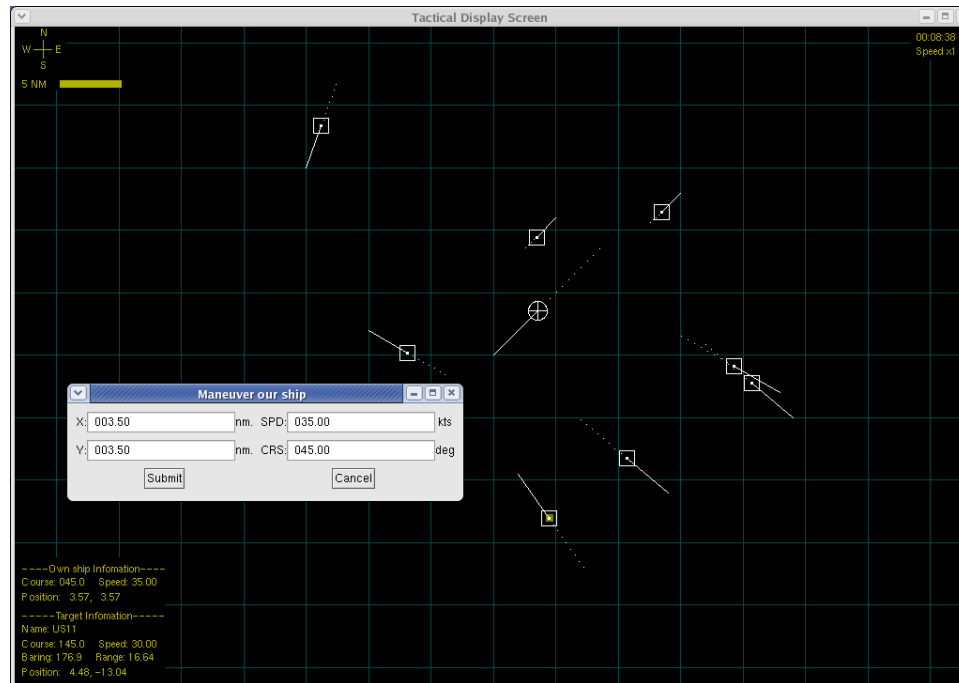 Tactical Display Screen
N
W E
S
5 NM
00:08:38
Speed x1
Maneuver our ship
X: 003.50 nm. SPD: 035.00 kts
Y: 003.50 nm. CRS: 045.00 deg
Submit Cancel
----Own ship Infomation----
Course: 045.0 Speed: 35.00
Position: 3.57, 3.57
-----Target Infomation-----
Name: US11
Course: 145.0 Speed: 30.00
Baring: 176.9 Range: 16.64
Position: 4.48, -13.04